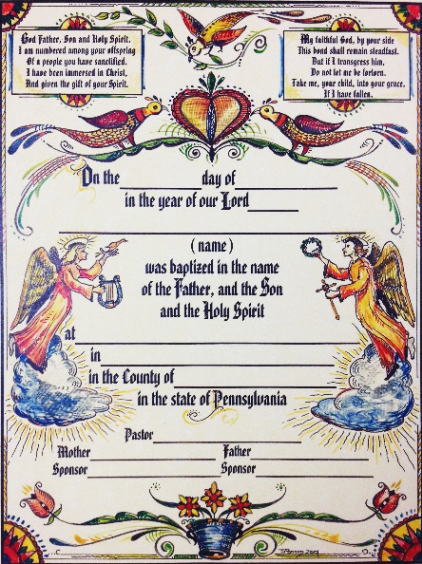 God Father, Son and Holy Spirit,
I am numbered among your offspring
Of a people you have sanctified.
I have been immersed in Christ,
And given the gift of your Spirit.
My faithful God, by your side
This bond shall remain steadfast.
But if I transgress him,
Do not let me be forlorn.
Take me, your child, into your grace,
If I have fallen.
On the day of
in the year of our Lord
(name)
was baptized in the name
of the Father, and the Son
and the Holy Spirit
at
in
in the County of
in the state of Pennsylvania
Pastor
Mother Father
Sponsor Sponsor